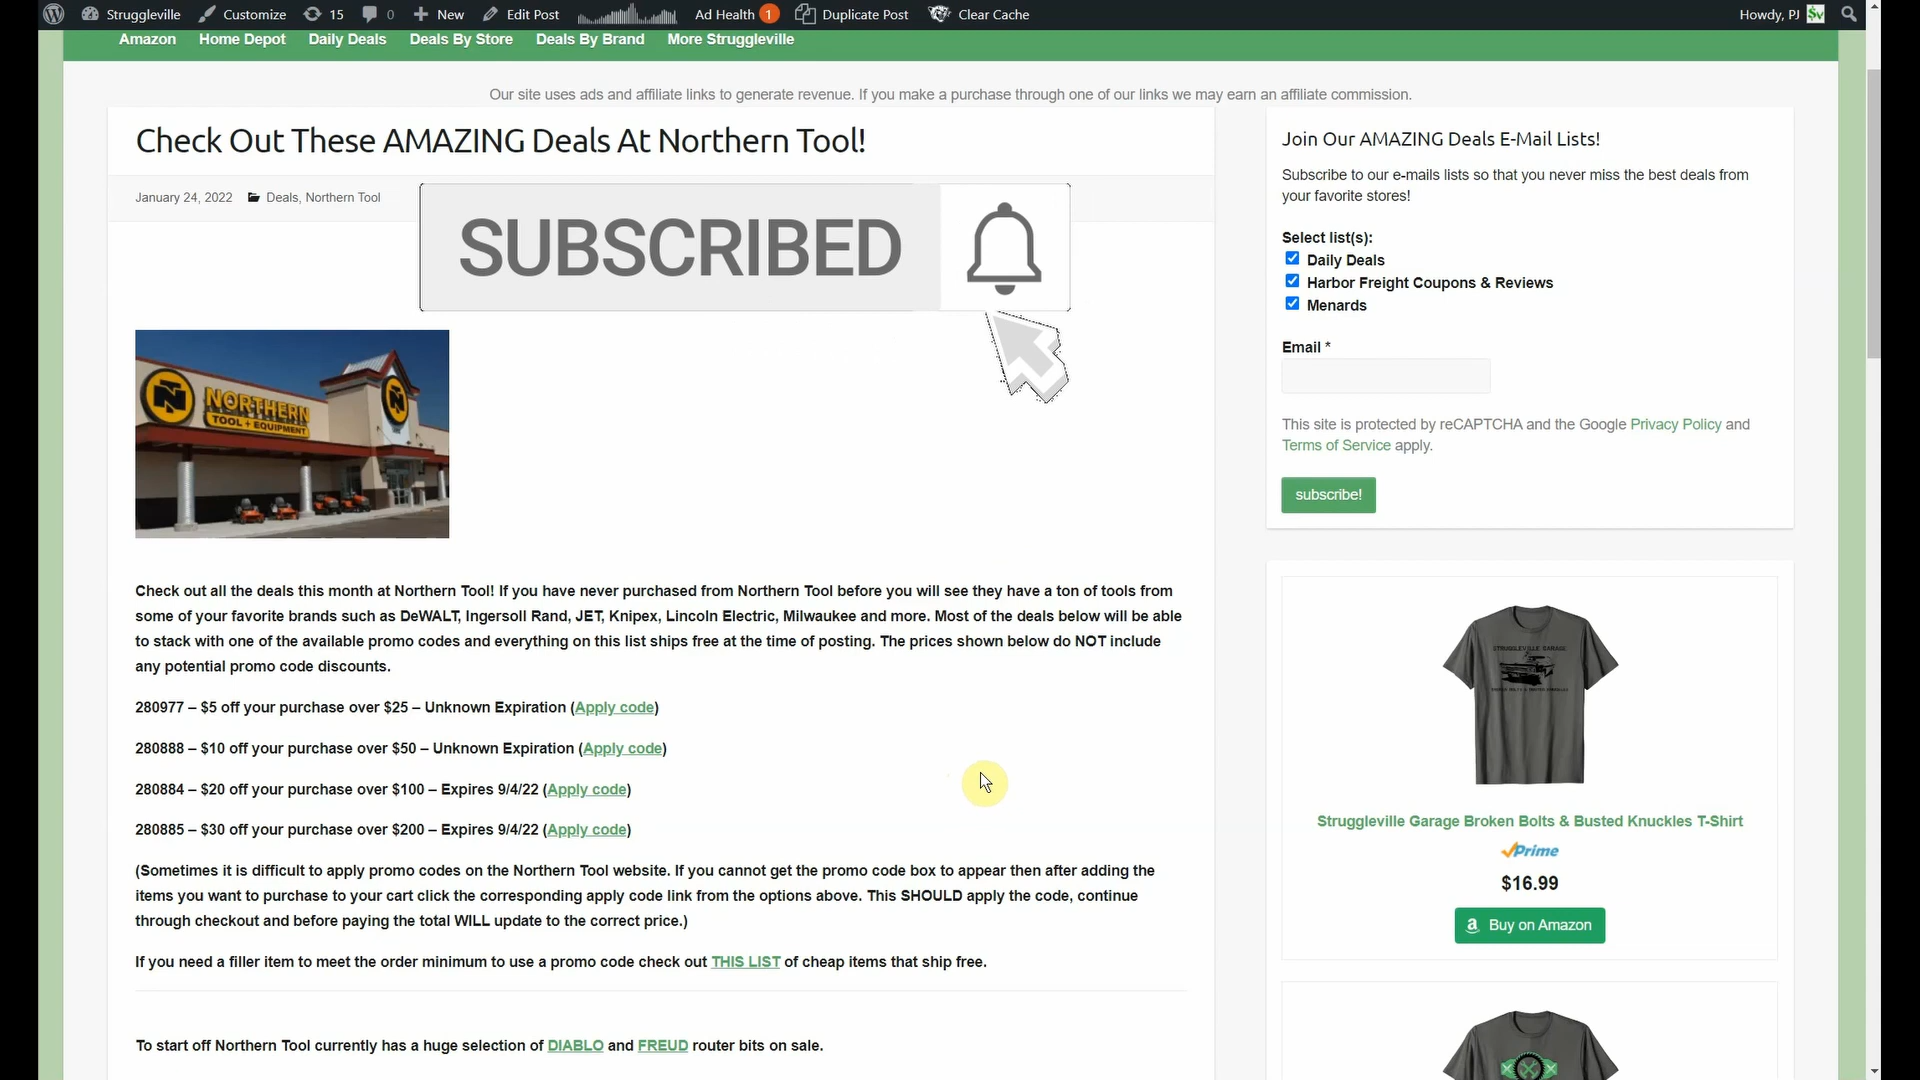 Struggleville Customize 15 0 New Edit Post Ad Health 1 Duplicate Post Clear Cache Howdy, PJ
Amazon Home Depot Daily Deals Deals By Store Deals By Brand More Struggleville
Our site uses ads and affiliate links to generate revenue. If you make a purchase through one of our links we may earn an affiliate commission.
Check Out These AMAZING Deals At Northern Tool!
January 24, 2022 Deals, Northern Tool
SUBSCRIBED
NORTHERN
TOOL + EQUIPMENT
Check out all the deals this month at Northern Tool! If you have never purchased from Northern Tool before you will see they have a ton of tools from
some of your favorite brands such as DeWALT, Ingersoll Rand, JET, Knipex, Lincoln Electric, Milwaukee and more. Most of the deals below will be able
to stack with one of the available promo codes and everything on this list ships free at the time of posting. The prices shown below do NOT include
any potential promo code discounts.
280977 – $5 off your purchase over $25 – Unknown Expiration (Apply code)
280888 – $10 off your purchase over $50 – Unknown Expiration (Apply code)
280884 – $20 off your purchase over $100 – Expires 9/4/22 (Apply code)
280885 – $30 off your purchase over $200 – Expires 9/4/22 (Apply code)
(Sometimes it is difficult to apply promo codes on the Northern Tool website. If you cannot get the promo code box to appear then after adding the
items you want to purchase to your cart click the corresponding apply code link from the options above. This SHOULD apply the code, continue
through checkout and before paying the total WILL update to the correct price.)
If you need a filler item to meet the order minimum to use a promo code check out THIS LIST of cheap items that ship free.
To start off Northern Tool currently has a huge selection of DIABLO and FREUD router bits on sale.
Join Our AMAZING Deals E-Mail Lists!
Subscribe to our e-mails lists so that you never miss the best deals from
your favorite stores!
Select list(s):
Daily Deals
Harbor Freight Coupons & Reviews
Menards
Email *
This site is protected by reCAPTCHA and the Google Privacy Policy and
Terms of Service apply.
subscribe!
STRUGGLEVILLE GARAGE
Struggleville Garage Broken Bolts & Busted Knuckles T-Shirt
Prime
$16.99
Buy on Amazon